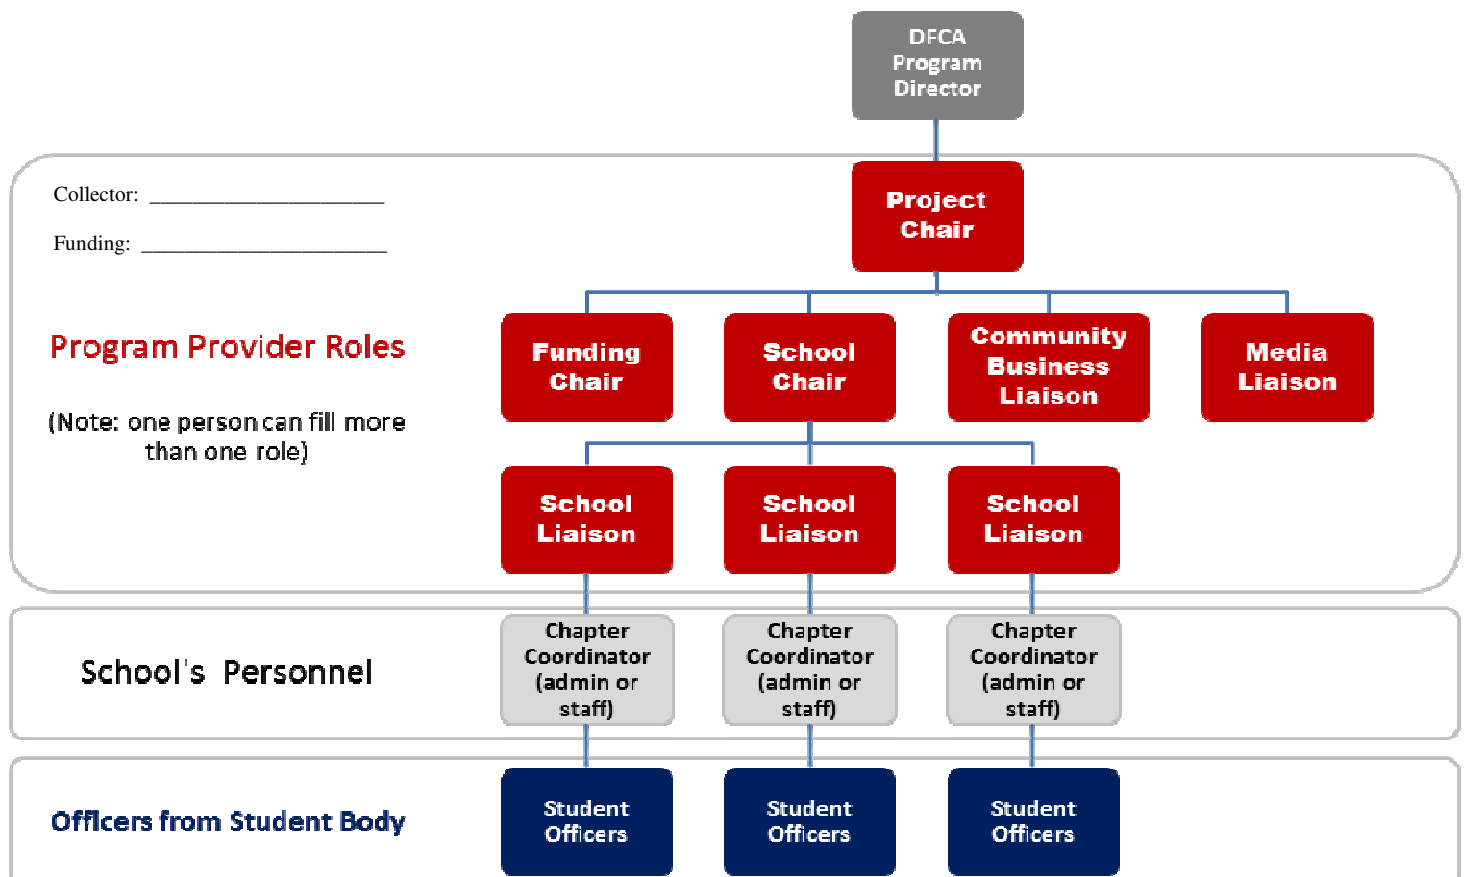 DFCA
Program
Director
Collector: ______________________
Funding: _______________________
Project
Chair
Program Provider Roles
(Note: one person can fill more
than one role)
Funding
Chair
School
Chair
Community
Business
Liaison
Media
Liaison
School
Liaison
School
Liaison
School
Liaison
School's Personnel
Chapter
Coordinator
(admin or
staff)
Chapter
Coordinator
(admin or
staff)
Chapter
Coordinator
(admin or
staff)
Officers from Student Body
Student
Officers
Student
Officers
Student
Officers